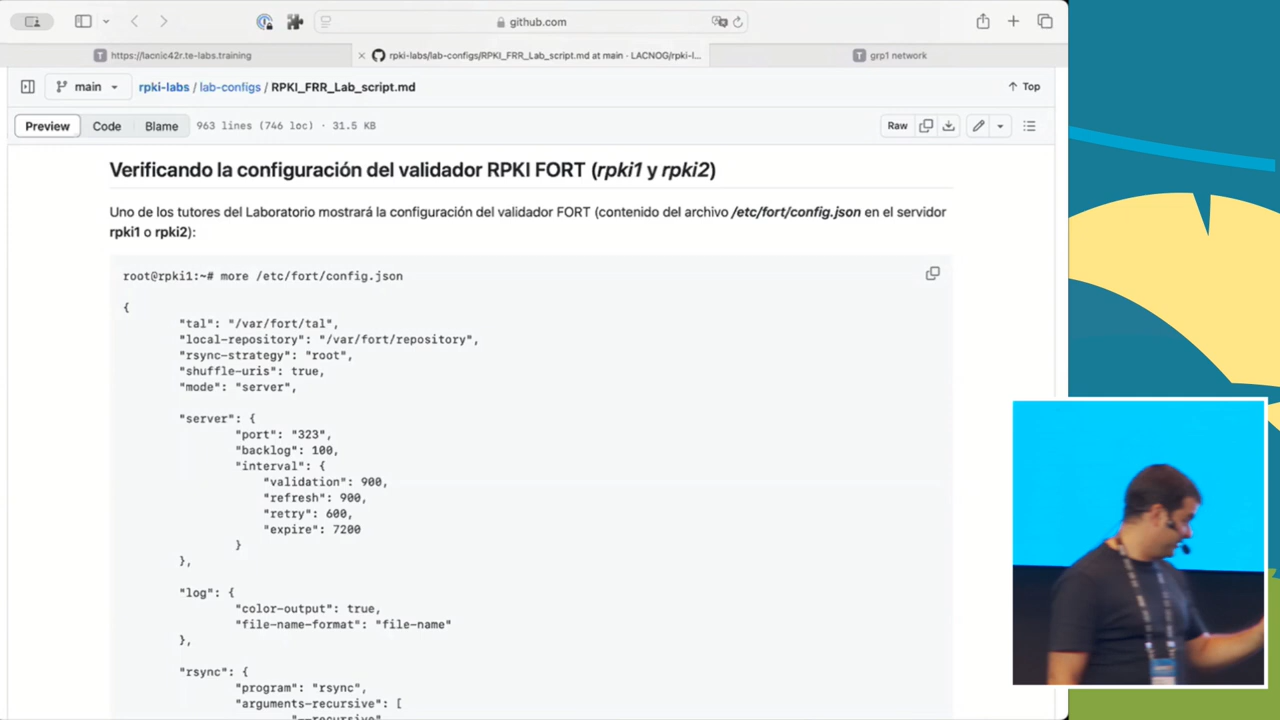 github.com
https://lacnic42r.te-labs.training
rpki-labs/lab-configs/RPKI_FRR_Lab_script.md at main · LACNOG/rpki-l...
grp1 network
main
rpki-labs / lab-configs / RPKI_FRR_Lab_script.md
Top
Preview
Code
Blame
963 lines (746 loc) · 31.5 KB
Raw
Verificando la configuración del validador RPKI FORT (rpki1 y rpki2)
Uno de los tutores del Laboratorio mostrará la configuración del validador FORT (contenido del archivo /etc/fort/config.json en el servidor
rpki1 o rpki2):
root@rpki1:~# more /etc/fort/config.json
{
"tal": "/var/fort/tal",
"local-repository": "/var/fort/repository",
"rsync-strategy": "root",
"shuffle-uris": true,
"mode": "server",
"server": {
"port": "323",
"backlog": 100,
"interval": {
"validation": 900,
"refresh": 900,
"retry": 600,
"expire": 7200
}
},
"log": {
"color-output": true,
"file-name-format": "file-name"
},
"rsync": {
"program": "rsync",
"arguments-recursive": [
"--recursive",